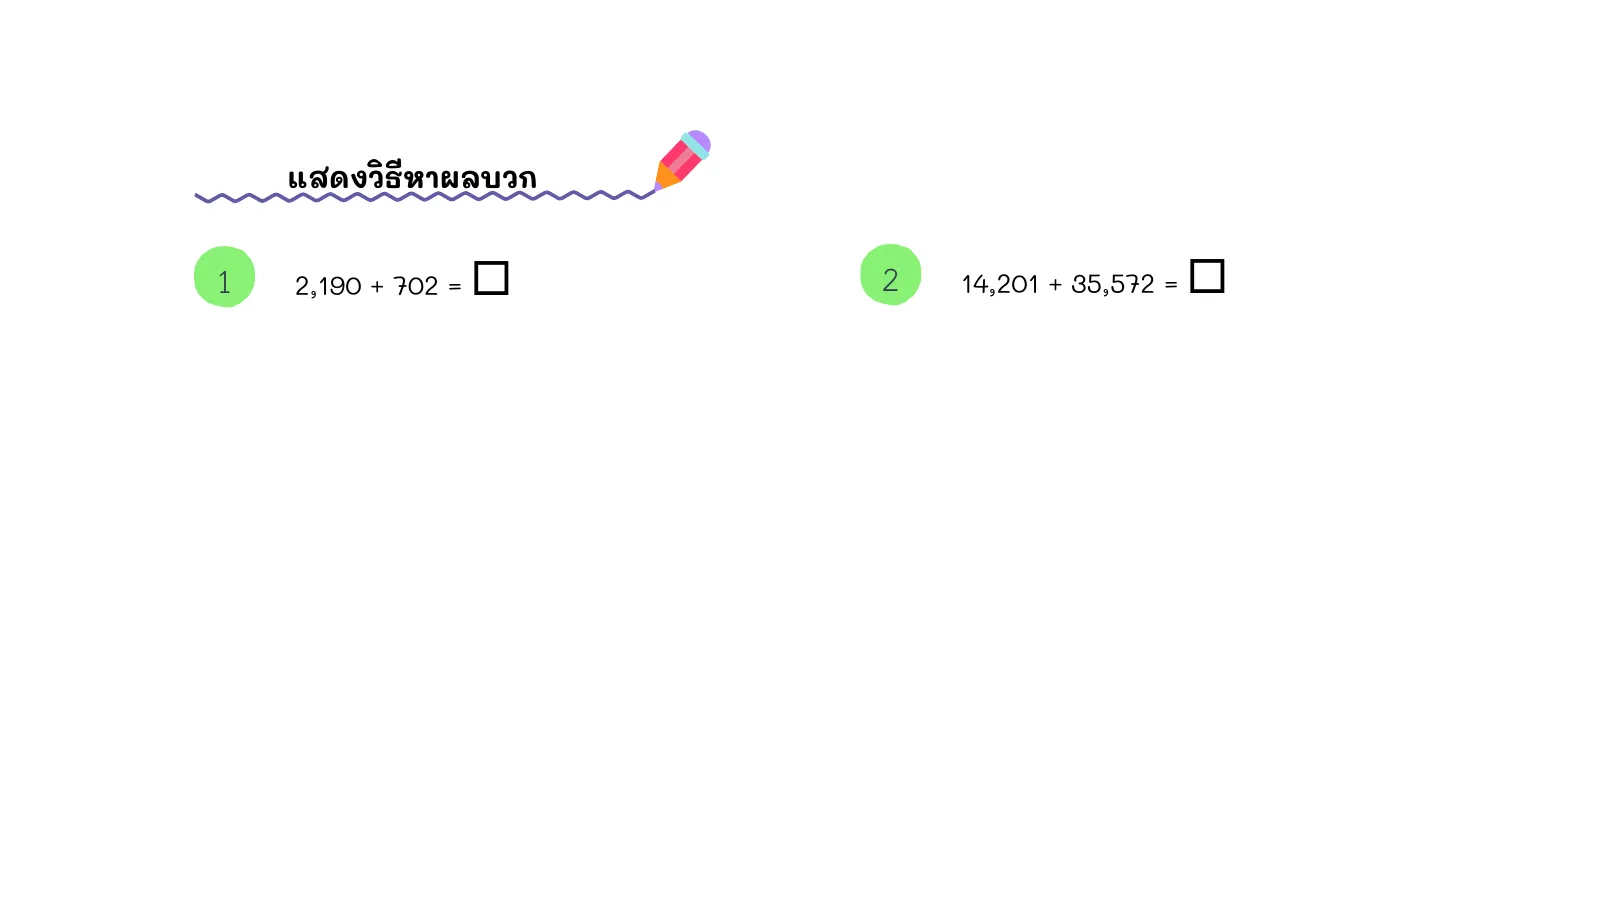 แสดงวิธีหาผลบวก
1 2,190 + 702 = □
2 14,201 + 35,572 = □